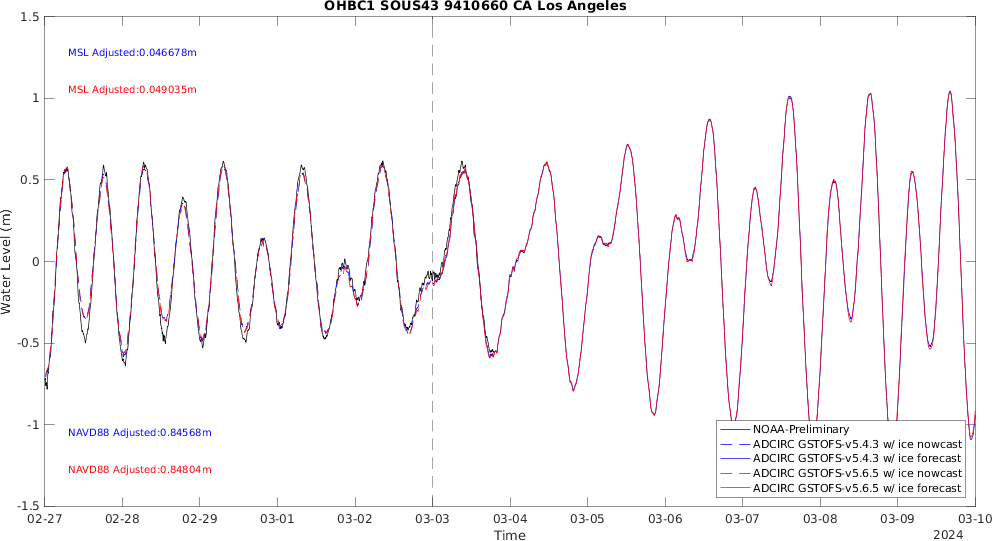 OHBC1 SOUS43 9410660 CA Los Angeles
1.5
MSL Adjusted:0.046678m
MSL Adjusted:0.049035m
1
0.5
0
Water Level (m)
-0.5
-1
NAVD88 Adjusted:0.84568m
NAVD88 Adjusted:0.84804m
NOAA-Preliminary
ADCIRC GSTOFS-v5.4.3 w/ ice nowcast
ADCIRC GSTOFS-v5.4.3 w/ ice forecast
ADCIRC GSTOFS-v5.6.5 w/ ice nowcast
ADCIRC GSTOFS-v5.6.5 w/ ice forecast
-1.5
02-27 02-28 02-29 03-01 03-02 03-03 03-04 03-05 03-06 03-07 03-08 03-09 03-10
Time
2024